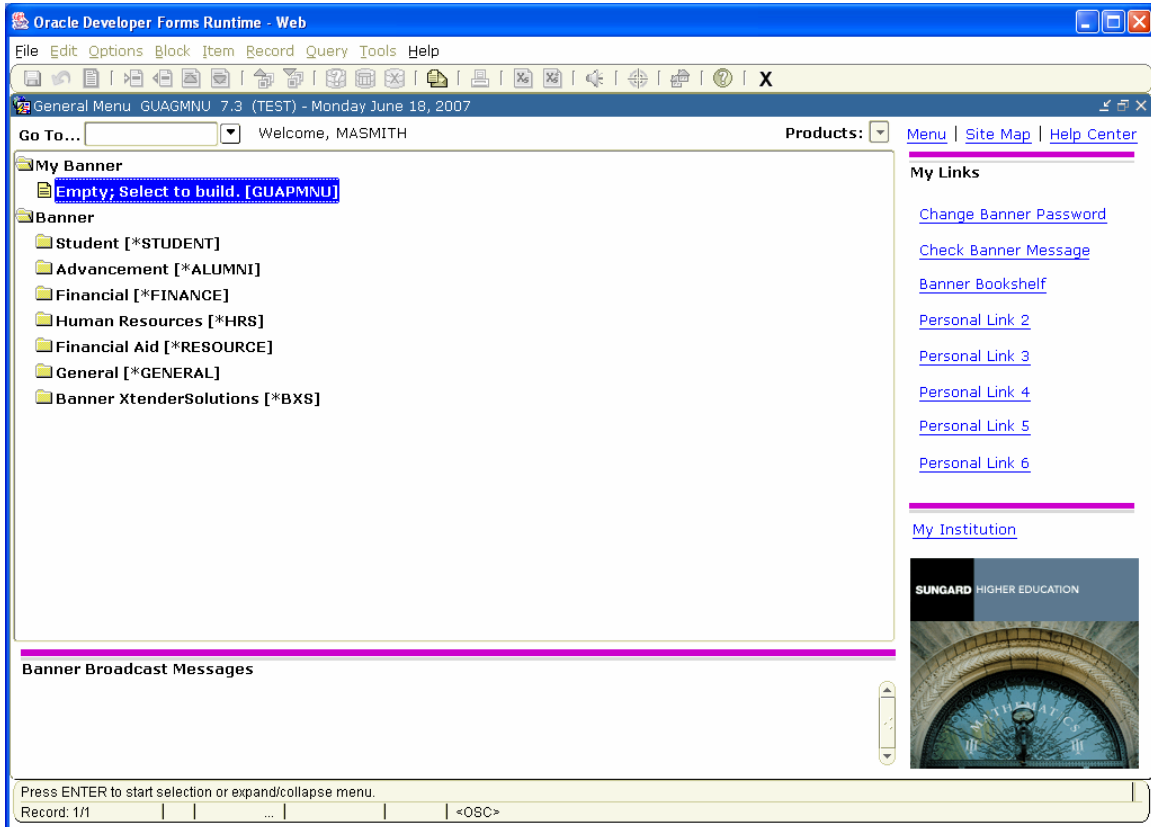 Oracle Developer Forms Runtime - Web
File Edit Options Block Item Record Query Tools Help
X
General Menu GUAGMNU 7.3 (TEST) - Monday June 18, 2007
Go To... Welcome, MASMITH Products: Menu | Site Map | Help Center
My Banner
Empty; Select to build. [GUAPMNU]
Banner
Student [*STUDENT]
Advancement [*ALUMNI]
Financial [*FINANCE]
Human Resources [*HRS]
Financial Aid [*RESOURCE]
General [*GENERAL]
Banner XtenderSolutions [*BXS]
My Links
Change Banner Password
Check Banner Message
Banner Bookshelf
Personal Link 2
Personal Link 3
Personal Link 4
Personal Link 5
Personal Link 6
My Institution
SUNGARD HIGHER EDUCATION
MATHEMATICS
Banner Broadcast Messages
Press ENTER to start selection or expand/collapse menu.
Record: 1/1 ... <OSC>